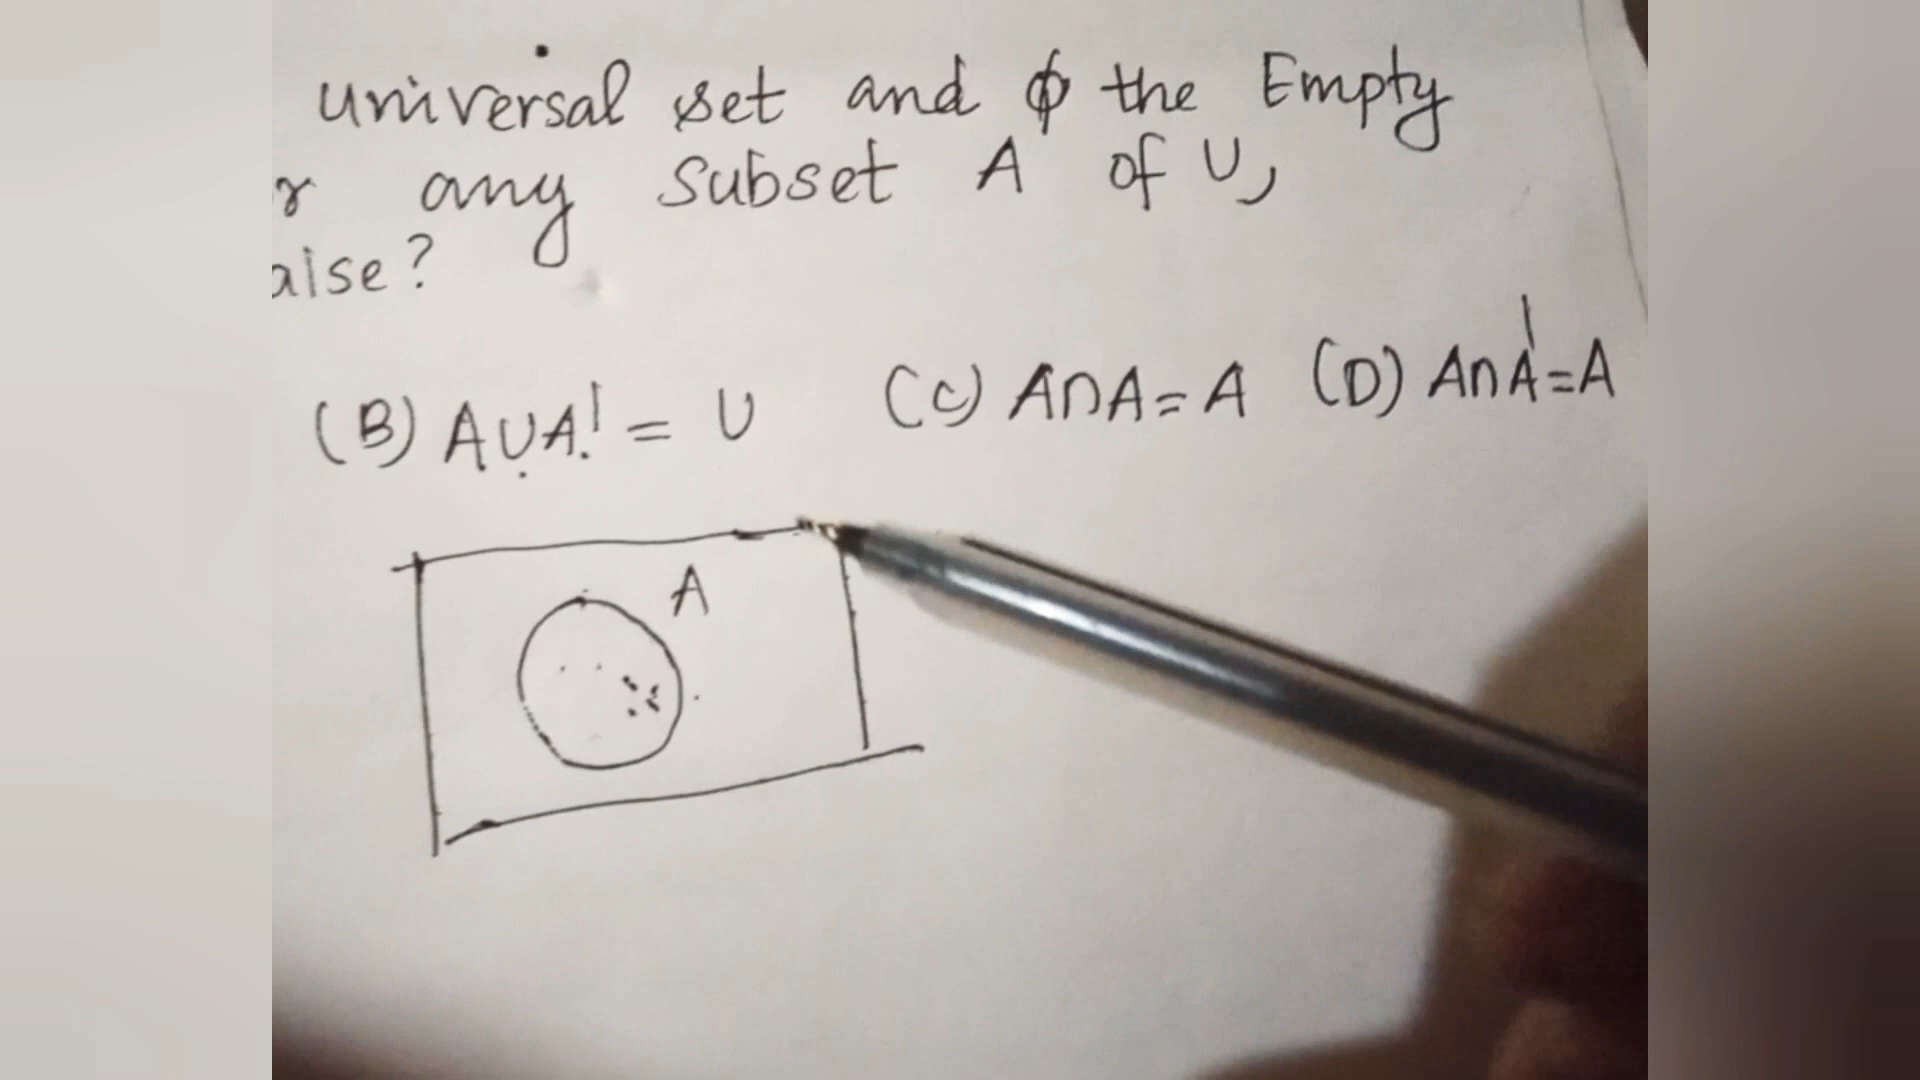 universal set and ϕ the Empty
r any subset A of U,
alse?
(B) A∪A' = U (C) A∩A = A (D) A∩A' = A
A